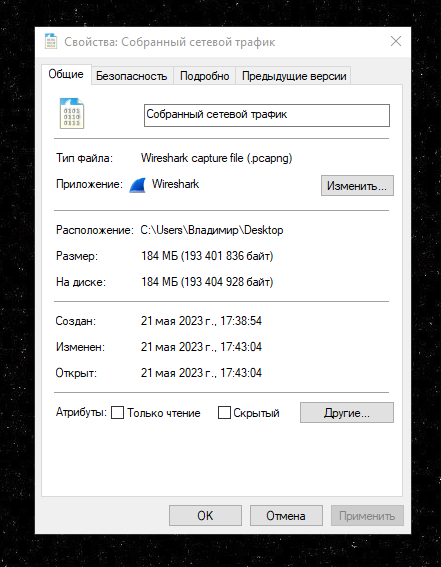 Свойства: Собранный сетевой трафик
Общие Безопасность Подробно Предыдущие версии
0101
0110
0111
Собранный сетевой трафик
Тип файла: Wireshark capture file (.pcapng)
Приложение: Wireshark Изменить...
Расположение: C:\Users\Владимир\Desktop
Размер: 184 МБ (193 401 836 байт)
На диске: 184 МБ (193 404 928 байт)
Создан: 21 мая 2023 г., 17:38:54
Изменен: 21 мая 2023 г., 17:43:04
Открыт: 21 мая 2023 г., 17:43:04
Атрибуты: Только чтение Скрытый Другие...
OK Отмена Применить